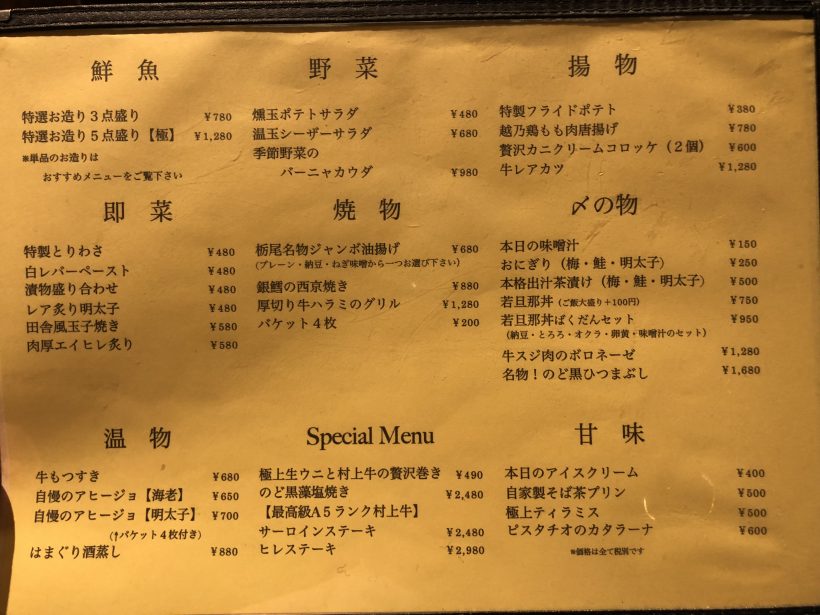 鮮魚
特選お造り３点盛り ￥780
特選お造り５点盛り【極】 ￥1,280
※単品のお造りは
おすすめメニューをご覧下さい
野菜
燻玉ポテトサラダ ￥480
温玉シーザーサラダ ￥680
季節野菜の
バーニャカウダ ￥980
揚物
特製フライドポテト ￥380
越乃鶏もも肉唐揚げ ￥780
贅沢カニクリームコロッケ（２個） ￥600
牛レアカツ ￥1,280
即菜
特製とりわさ ￥480
白レバーペースト ￥480
漬物盛り合わせ ￥480
レア炙り明太子 ￥480
田舎風玉子焼き ￥580
肉厚エイヒレ炙り ￥580
焼物
栃尾名物ジャンボ油揚げ ￥680
（プレーン・納豆・ねぎ味噌から一つお選び下さい）
銀鱈の西京焼き ￥880
厚切り牛ハラミのグリル ￥1,280
バケット４枚 ￥200
〆の物
本日の味噌汁 ￥150
おにぎり（梅・鮭・明太子） ￥250
本格出汁茶漬け（梅・鮭・明太子） ￥500
若旦那丼（ご飯大盛り＋100円） ￥750
若旦那丼ばくだんセット ￥950
（納豆・とろろ・オクラ・卵黄・味噌汁のセット）
牛スジ肉のボロネーゼ ￥1,280
名物！のど黒ひつまぶし ￥1,680
温物
牛もつすき ￥680
自慢のアヒージョ【海老】 ￥650
自慢のアヒージョ【明太子】 ￥700
（↑バケット４枚付き）
はまぐり酒蒸し ￥880
Special Menu
極上生ウニと村上牛の贅沢巻き ￥490
のど黒藻塩焼き ￥2,480
【最高級A５ランク村上牛】
サーロインステーキ ￥2,480
ヒレステーキ ￥2,980
甘味
本日のアイスクリーム ￥400
自家製そば茶プリン ￥500
極上ティラミス ￥500
ピスタチオのカタラーナ ￥600
※価格は全て税別です